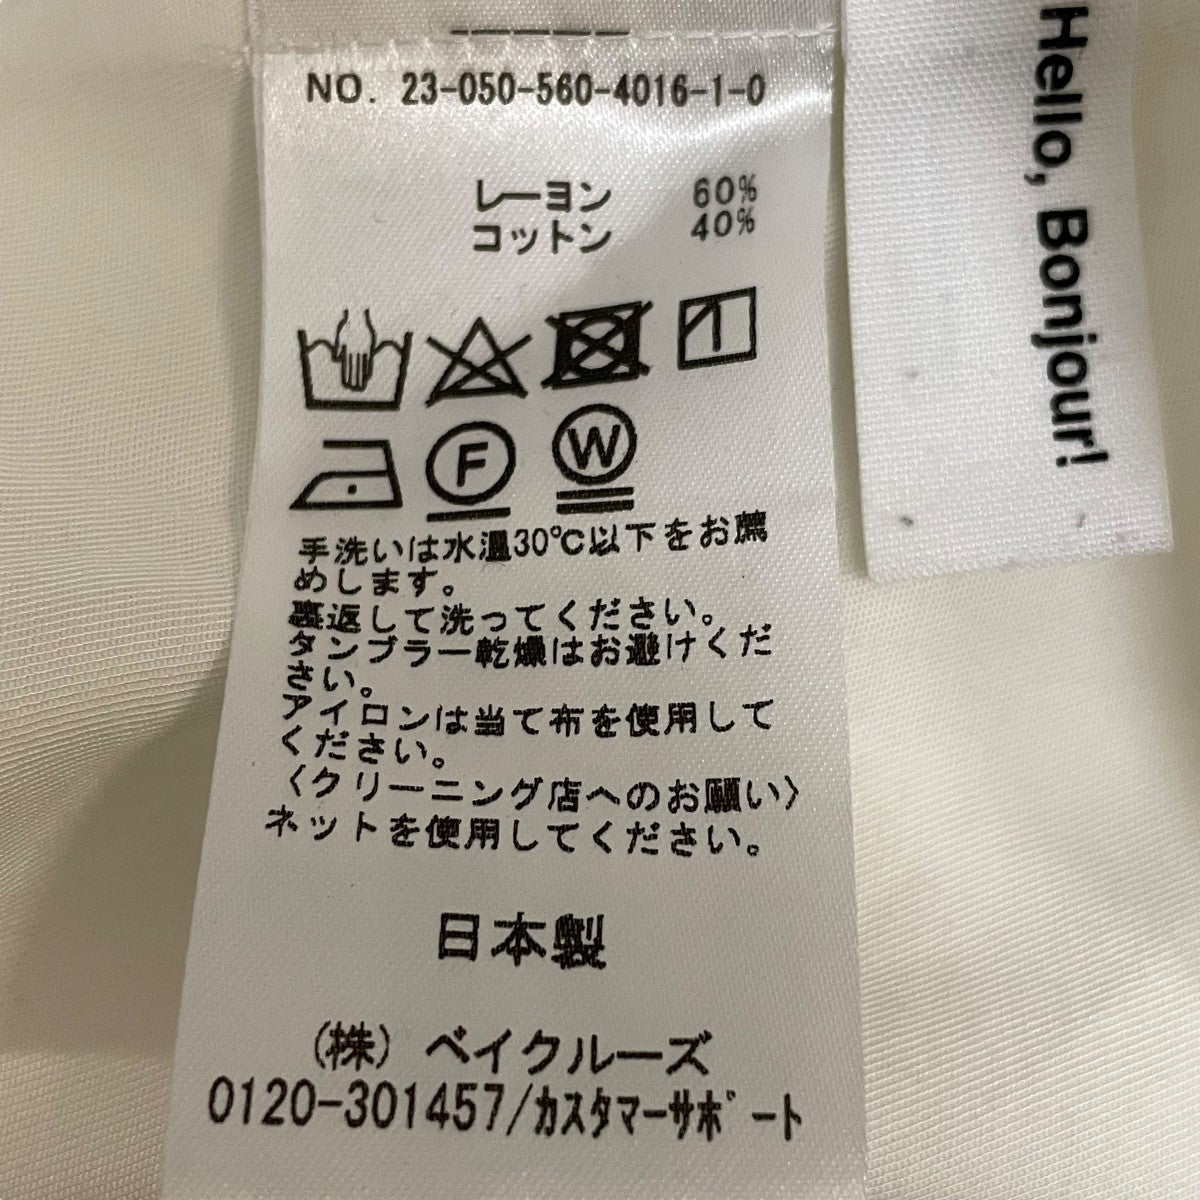 NO. 23-050-560-4016-1-0
レーヨン 60%
コットン 40%
F
W
手洗いは水温30℃以下をお薦
めします。
裏返して洗ってください。
タンブラー乾燥はお避けくだ
さい。
アイロンは当て布を使用して
ください。
〈クリーニング店へのお願い〉
ネットを使用してください。
日本製
(株) ベイクルーズ
0120-301457/カスタマーサポート
Hello, Bonjour!